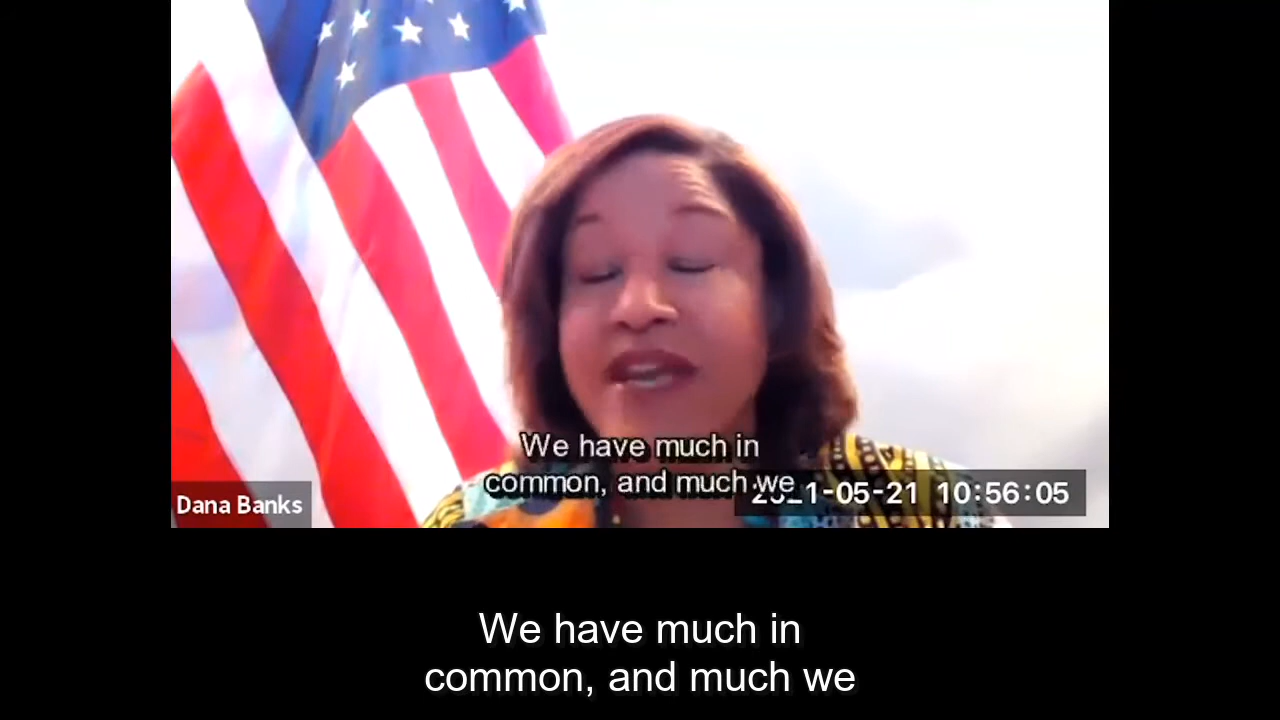 We have much in
common, and much we
Dana Banks
10:56:05
We have much in
common, and much we